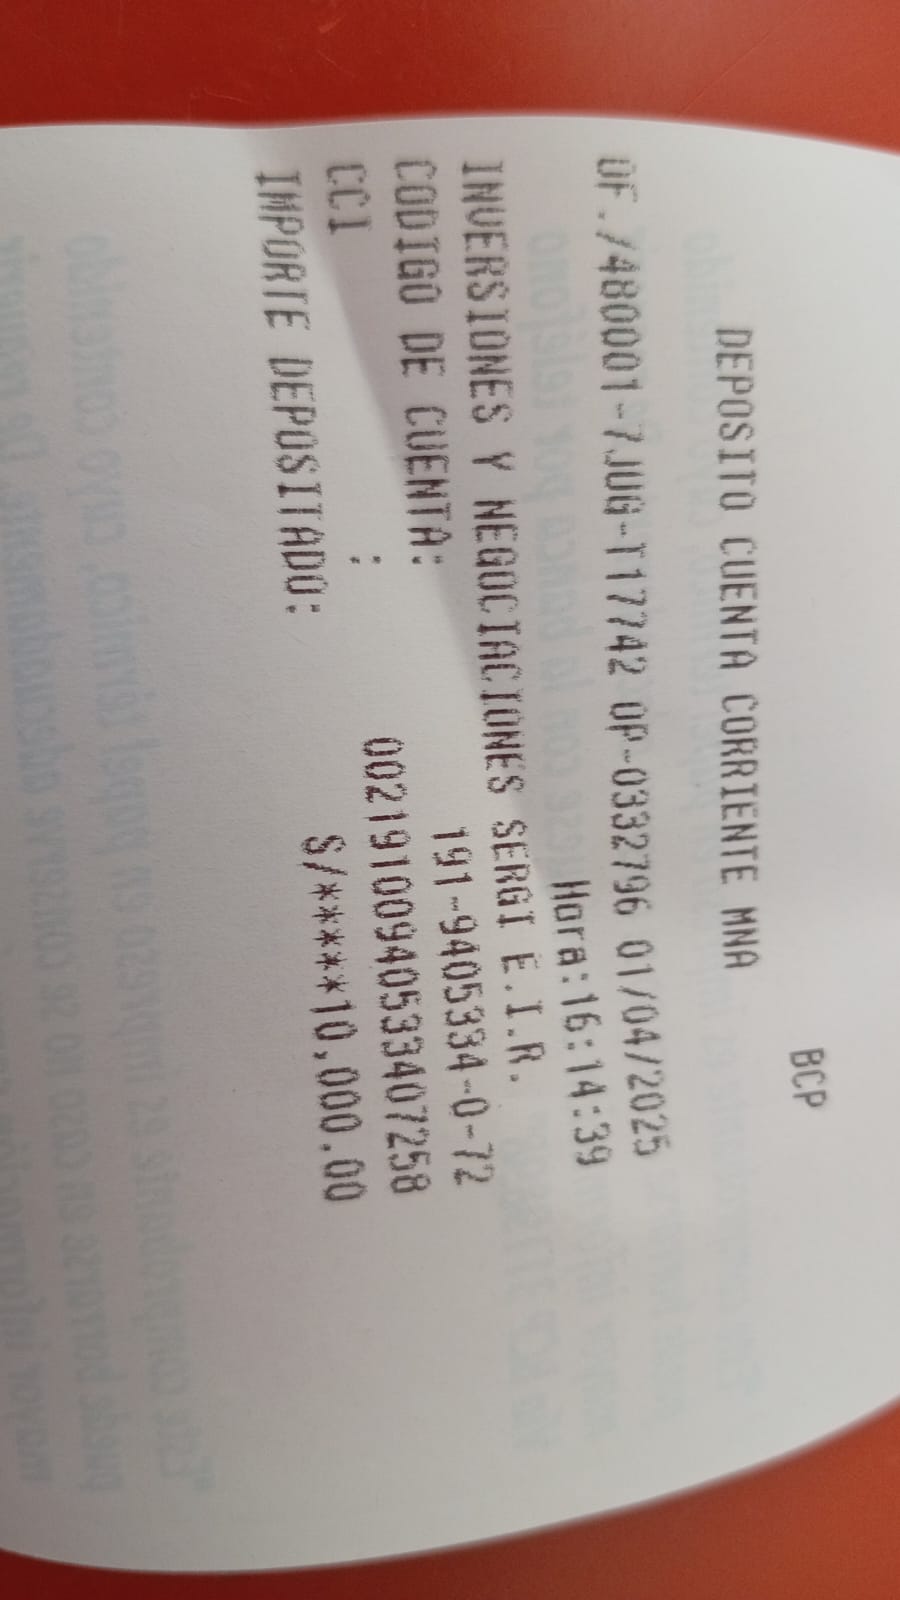 BCP
DEPOSITO CUENTA CORRIENTE MNA
OF./480001-7JUG-T17742 OP-0332796 01/04/2025
Hora:16:14:39
INVERSIONES Y NEGOCIACIONES SERGI E.I.R.
CODIGO DE CUENTA: 191-9405334-0-72
CCI : 00219100940533407258
IMPORTE DEPOSITADO: S/*****10,000.00